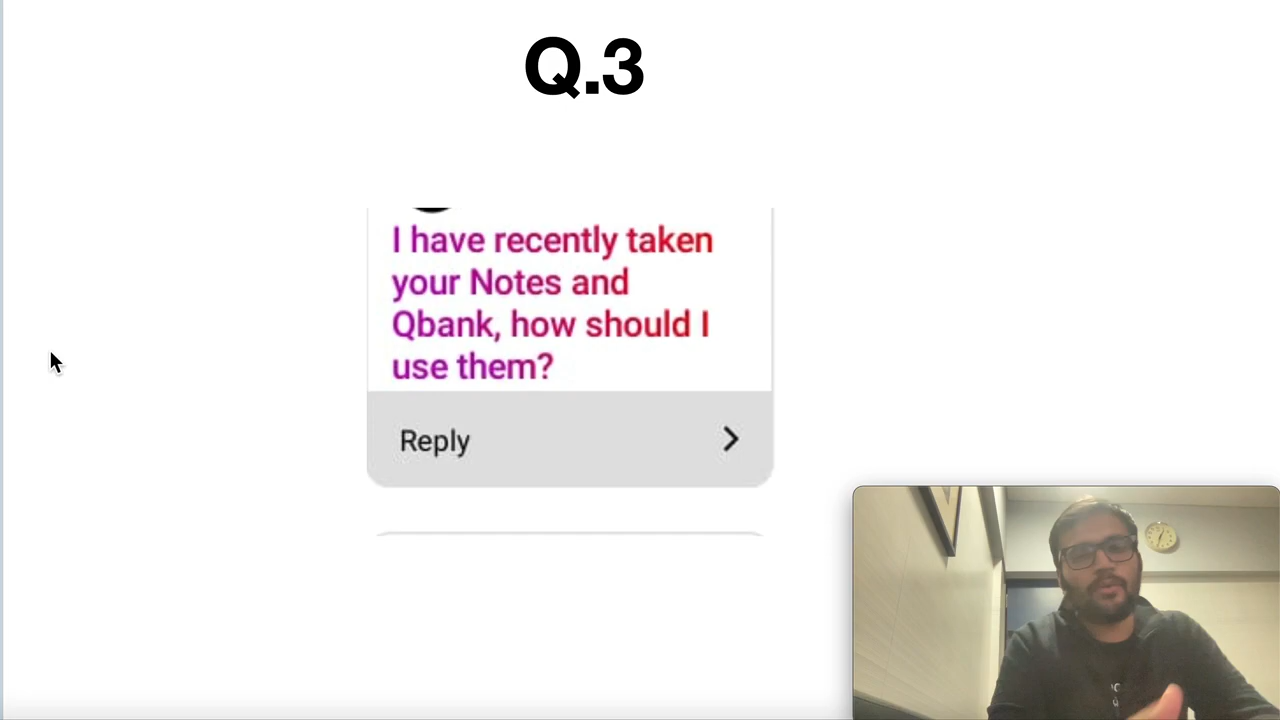 Q.3
I have recently taken
your Notes and
Qbank, how should I
use them?
Reply